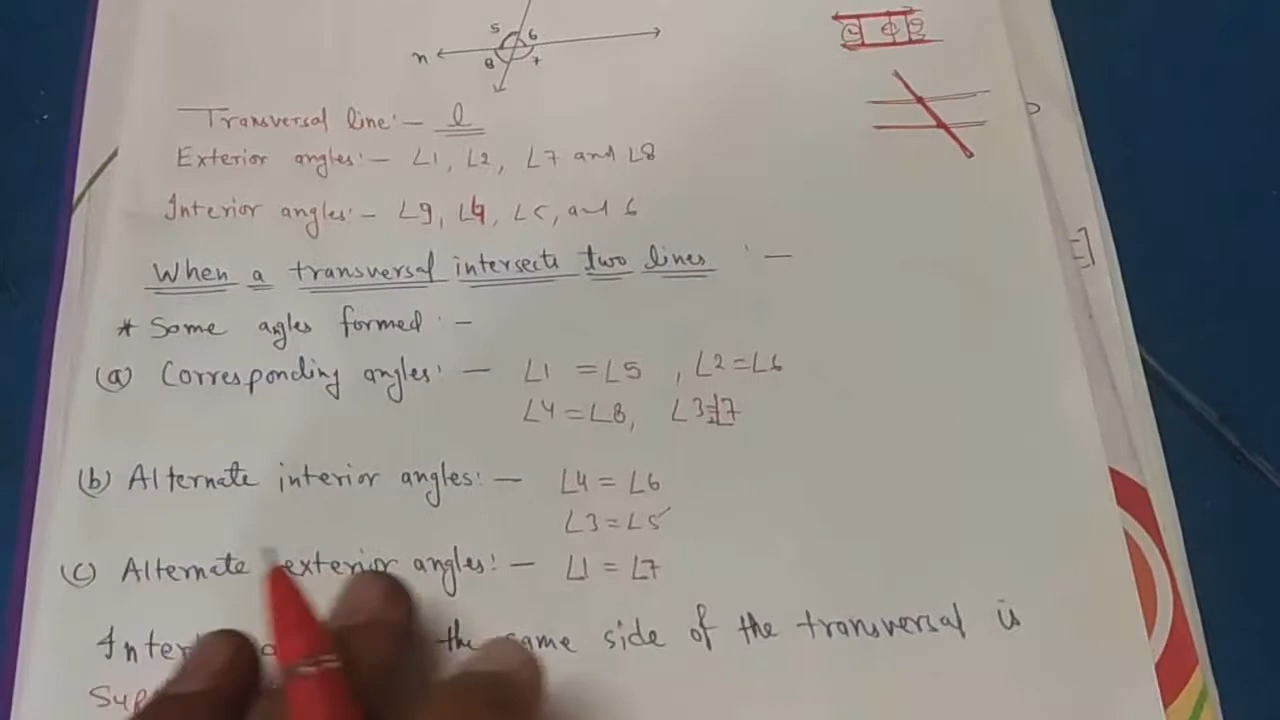 5 6
n 8 7
Transversal line:- l
Exterior angles:- ∠1, ∠2, ∠7 and ∠8
Interior angles:- ∠9, ∠4, ∠5, and 6
When a transversal intersects two lines :-
* Some agles formed :-
(a) Corresponding angles:- ∠1 = ∠5, ∠2=∠6
∠4=∠8, ∠3=∠7
(b) Alternate interior angles:- ∠4 = ∠6
∠3=∠5
(c) Alternate exterior angles:- ∠1 = ∠7
the same side of the transversal is